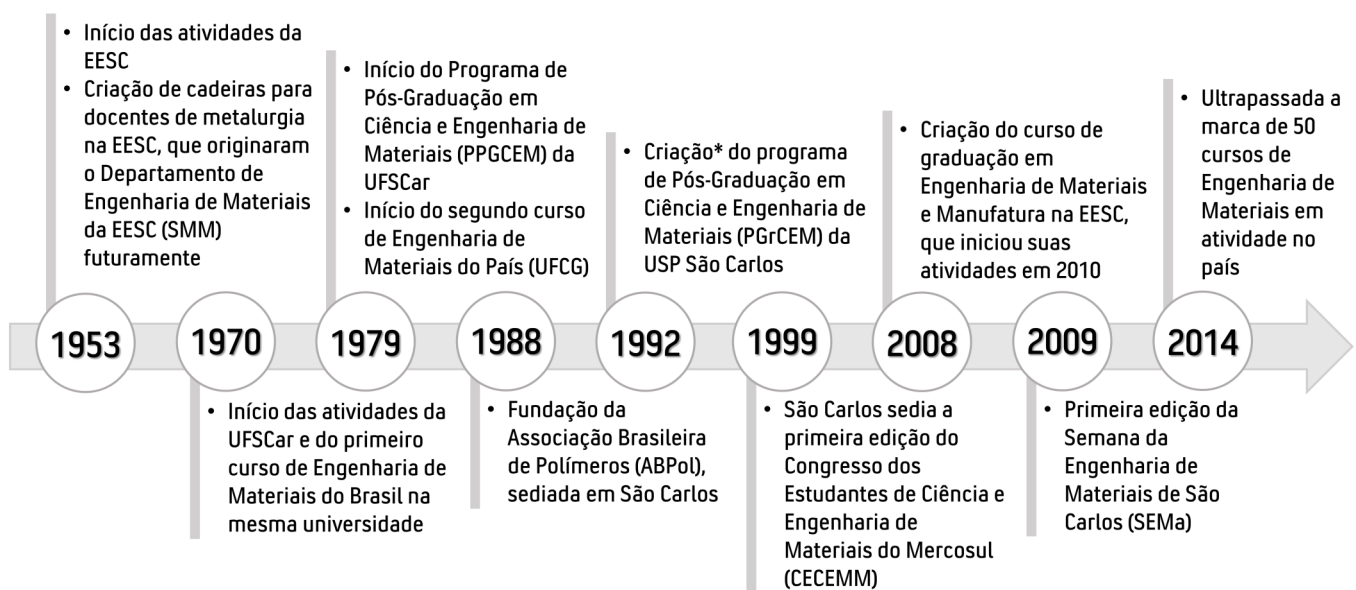 • Início das atividades da
EESC
• Criação de cadeiras para
docentes de metalurgia
na EESC, que originaram
o Departamento de
Engenharia de Materiais
da EESC (SMM)
futuramente
• Início do Programa de
Pós-Graduação em
Ciência e Engenharia de
Materiais (PPGCEM) da
UFSCar
• Início do segundo curso
de Engenharia de
Materiais do País (UFCG)
• Criação* do programa
de Pós-Graduação em
Ciência e Engenharia de
Materiais (PGrCEM) da
USP São Carlos
• Criação do curso de
graduação em
Engenharia de Materiais
e Manufatura na EESC,
que iniciou suas
atividades em 2010
• Ultrapassada a
marca de 50
cursos de
Engenharia de
Materiais em
atividade no
país
1953
1970
1979
1988
1992
1999
2008
2009
2014
• Início das atividades da
UFSCar e do primeiro
curso de Engenharia de
Materiais do Brasil na
mesma universidade
• Fundação da
Associação Brasileira
de Polímeros (ABPol),
sediada em São Carlos
• São Carlos sedia a
primeira edição do
Congresso dos
Estudantes de Ciência e
Engenharia de
Materiais do Mercosul
(CECEMM)
• Primeira edição da
Semana da
Engenharia de
Materiais de São
Carlos (SEMa)